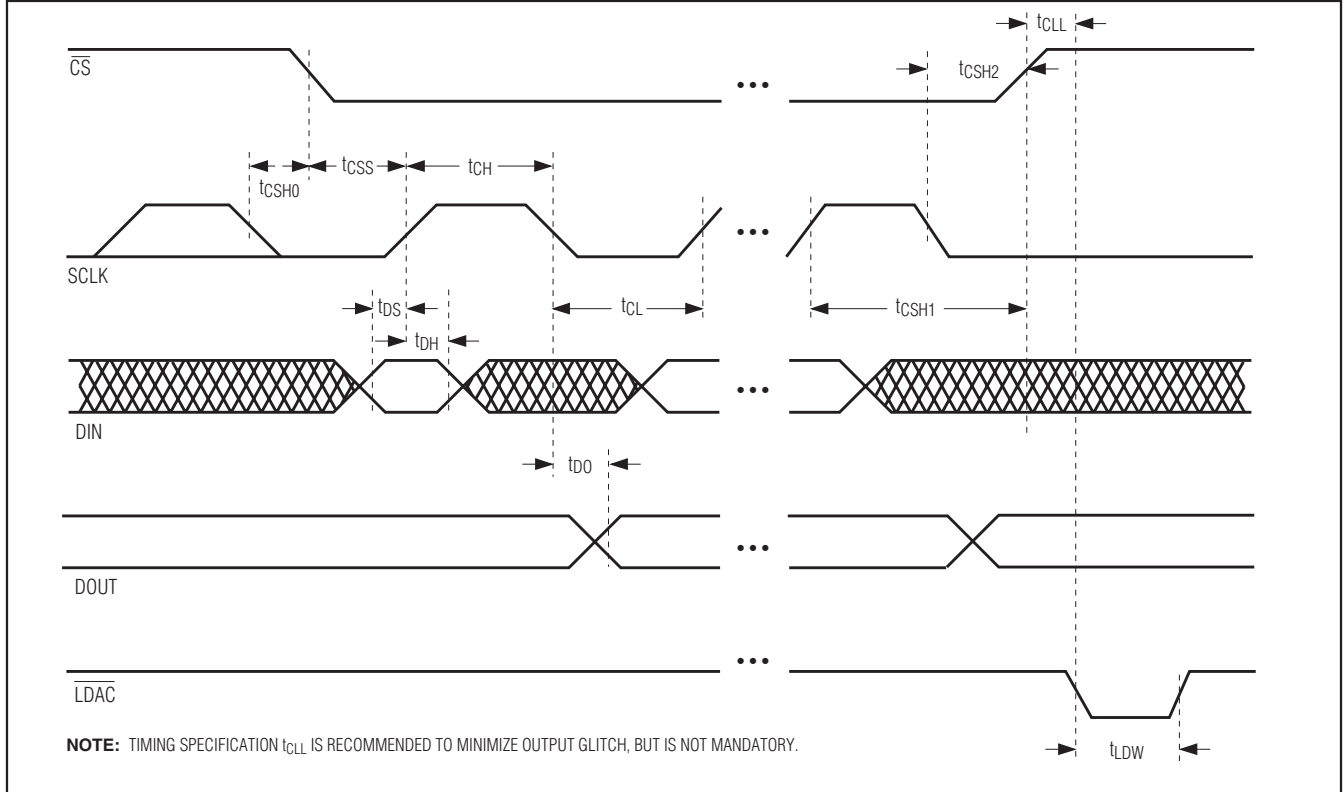 tCLL
CS
tCSH2
•••
tCSS
tCH
tCSH0
•••
SCLK
tDS
tCL
tCSH1
tDH
•••
DIN
tDO
•••
DOUT
•••
LDAC
NOTE: TIMING SPECIFICATION tCLL IS RECOMMENDED TO MINIMIZE OUTPUT GLITCH, BUT IS NOT MANDATORY.
tLDW